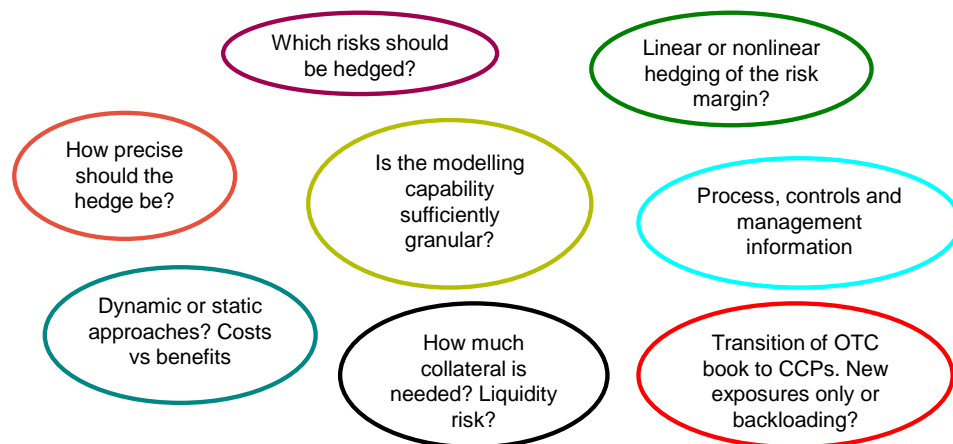 Which risks should
be hedged?
Linear or nonlinear
hedging of the risk
margin?
How precise
should the
hedge be?
Is the modelling
capability
sufficiently
granular?
Process, controls and
management
information
Dynamic or static
approaches? Costs
vs benefits
How much
collateral is
needed? Liquidity
risk?
Transition of OTC
book to CCPs. New
exposures only or
backloading?